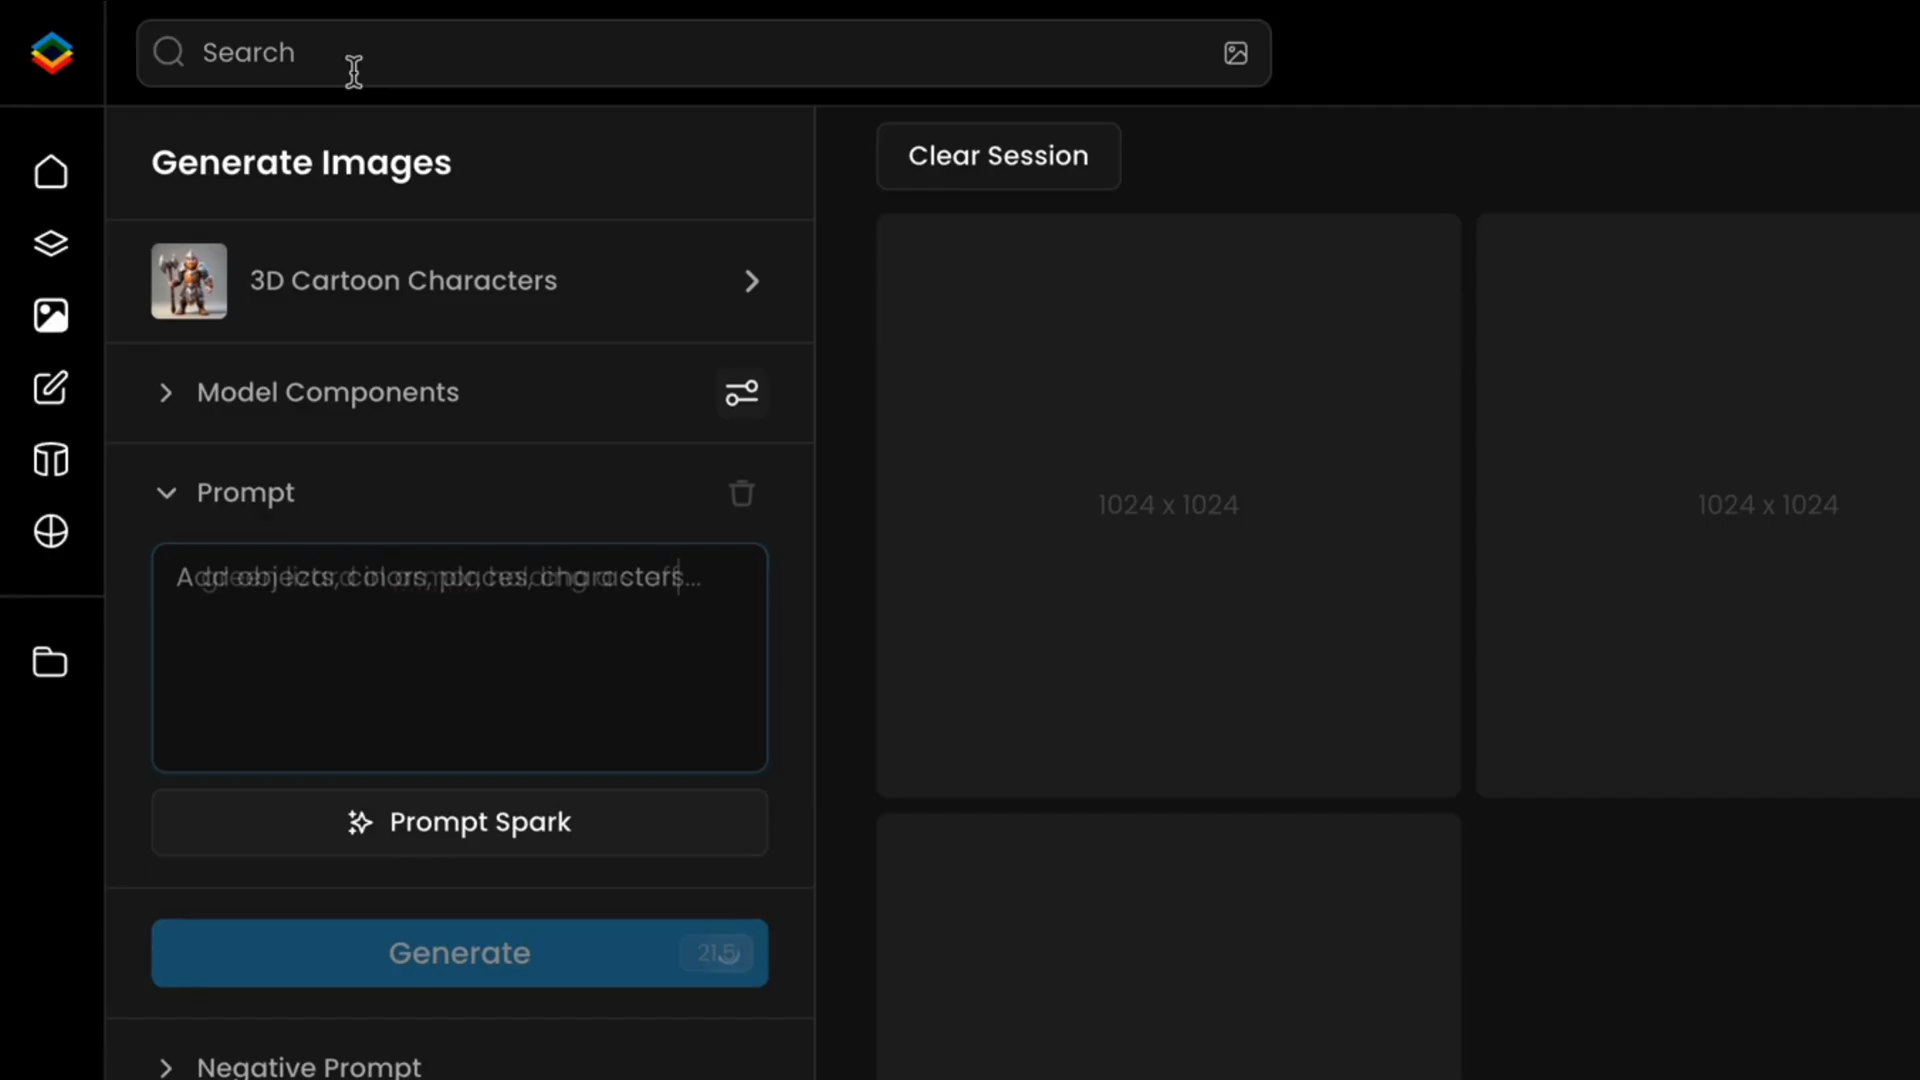 Search
Generate Images
Clear Session
3D Cartoon Characters
Model Components
1024 x 1024
1024 x 1024
Prompt
Prompt Spark
Generate
Negative Prompt